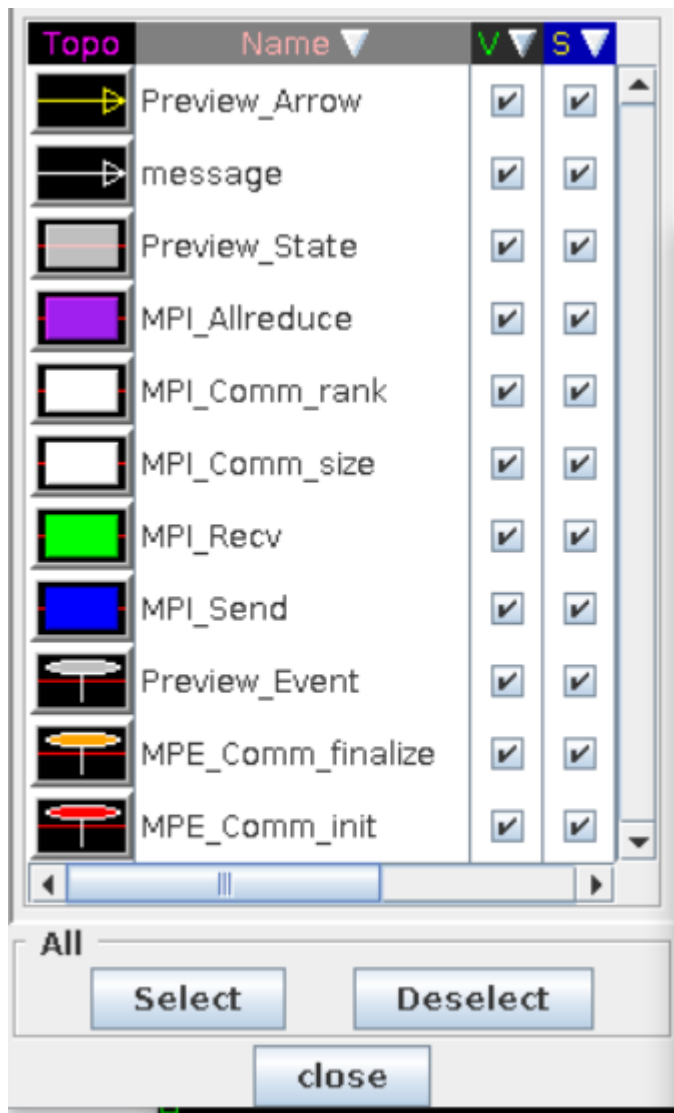 Topo Name V S
Preview_Arrow
message
Preview_State
MPI_Allreduce
MPI_Comm_rank
MPI_Comm_size
MPI_Recv
MPI_Send
Preview_Event
MPE_Comm_finalize
MPE_Comm_init
All
Select Deselect
close